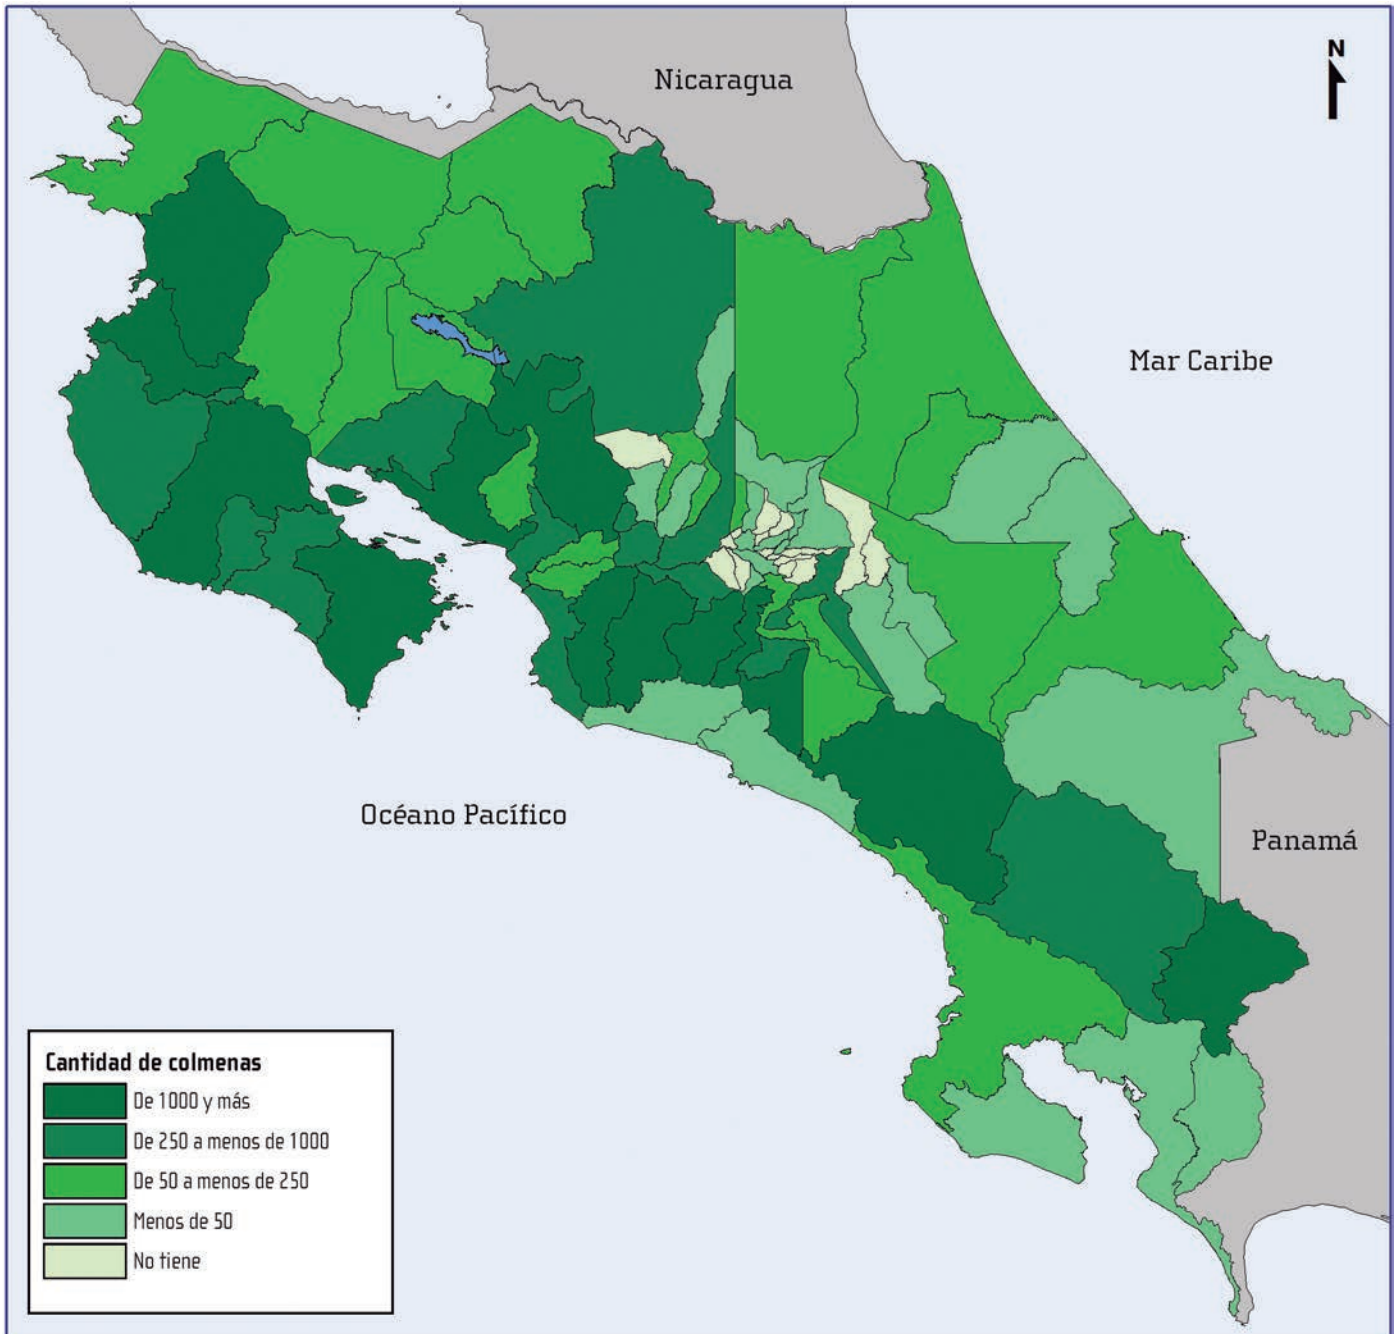 N
Nicaragua
Mar Caribe
Océano Pacífico
Panamá
Cantidad de colmenas
De 1000 y más
De 250 a menos de 1000
De 50 a menos de 250
Menos de 50
No tiene